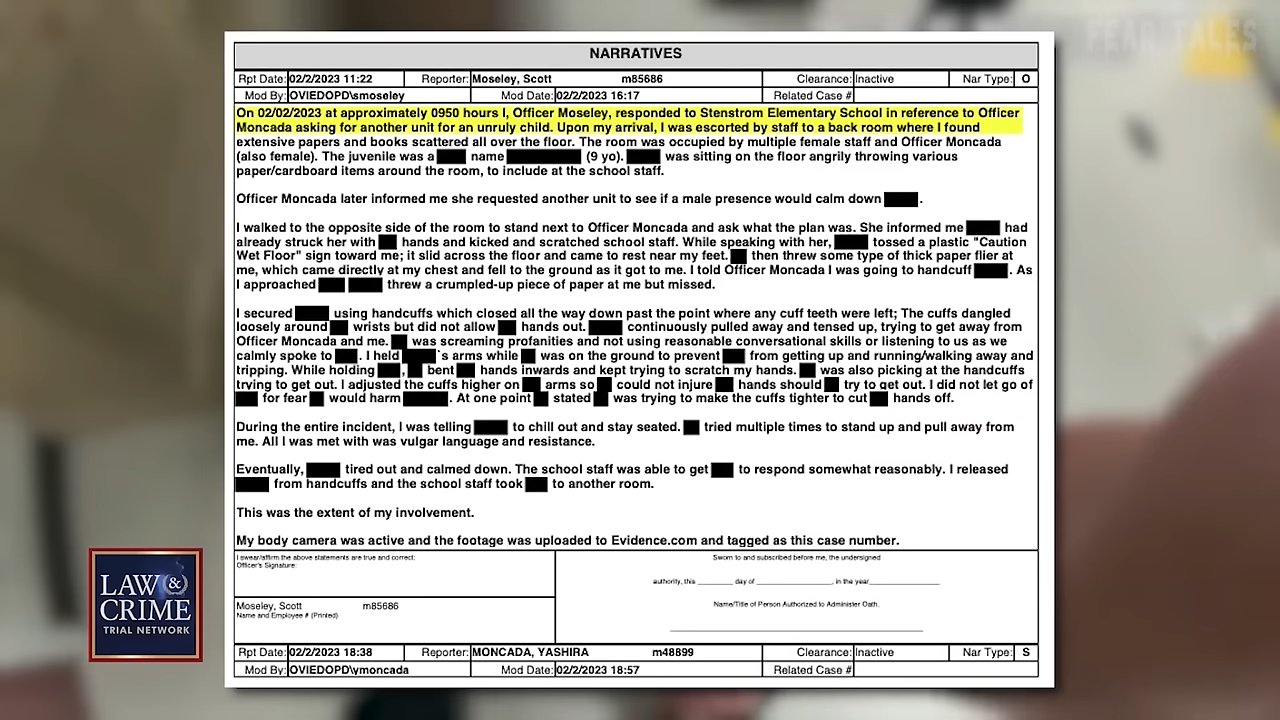 FEAR TALES
NARRATIVES
Rpt Date: 02/2/2023 11:22 Reporter: Moseley, Scott m85686 Clearance: Inactive Nar Type: O
Mod By: OVIEDOPD\smoseley Mod Date: 02/2/2023 16:17 Related Case #
On 02/02/2023 at approximately 0950 hours I, Officer Moseley, responded to Stenstrom Elementary School in reference to Officer
Moncada asking for another unit for an unruly child. Upon my arrival, I was escorted by staff to a back room where I found
extensive papers and books scattered all over the floor. The room was occupied by multiple female staff and Officer Moncada
(also female). The juvenile was a name (9 yo). was sitting on the floor angrily throwing various
paper/cardboard items around the room, to include at the school staff.
Officer Moncada later informed me she requested another unit to see if a male presence would calm down .
I walked to the opposite side of the room to stand next to Officer Moncada and ask what the plan was. She informed me had
already struck her with hands and kicked and scratched school staff. While speaking with her, tossed a plastic "Caution
Wet Floor" sign toward me; it slid across the floor and came to rest near my feet. then threw some type of thick paper flier at
me, which came directly at my chest and fell to the ground as it got to me. I told Officer Moncada I was going to handcuff . As
I approached threw a crumpled-up piece of paper at me but missed.
I secured using handcuffs which closed all the way down past the point where any cuff teeth were left; The cuffs dangled
loosely around wrists but did not allow hands out. continuously pulled away and tensed up, trying to get away from
Officer Moncada and me. was screaming profanities and not using reasonable conversational skills or listening to us as we
calmly spoke to . I held `s arms while was on the ground to prevent from getting up and running/walking away and
tripping. While holding , bent hands inwards and kept trying to scratch my hands. was also picking at the handcuffs
trying to get out. I adjusted the cuffs higher on arms so could not injure hands should try to get out. I did not let go of
for fear would harm . At one point stated was trying to make the cuffs tighter to cut hands off.
During the entire incident, I was telling to chill out and stay seated. tried multiple times to stand up and pull away from
me. All I was met with was vulgar language and resistance.
Eventually, tired out and calmed down. The school staff was able to get to respond somewhat reasonably. I released
from handcuffs and the school staff took to another room.
This was the extent of my involvement.
My body camera was active and the footage was uploaded to Evidence.com and tagged as this case number.
I swear/affirm the above statements are true and correct:
Officer's Signature:
Sworn to and subscribed before me, the undersigned
authority, this ________ day of __________________, in the year________________
Moseley, Scott m85686
Name and Employee # (Printed)
Name/Title of Person Authorized to Administer Oath.
Rpt Date: 02/2/2023 18:38 Reporter: MONCADA, YASHIRA m48899 Clearance: Inactive Nar Type: S
Mod By: OVIEDOPD\ymoncada Mod Date: 02/2/2023 18:57 Related Case #
LAW &
CRIME
TRIAL NETWORK